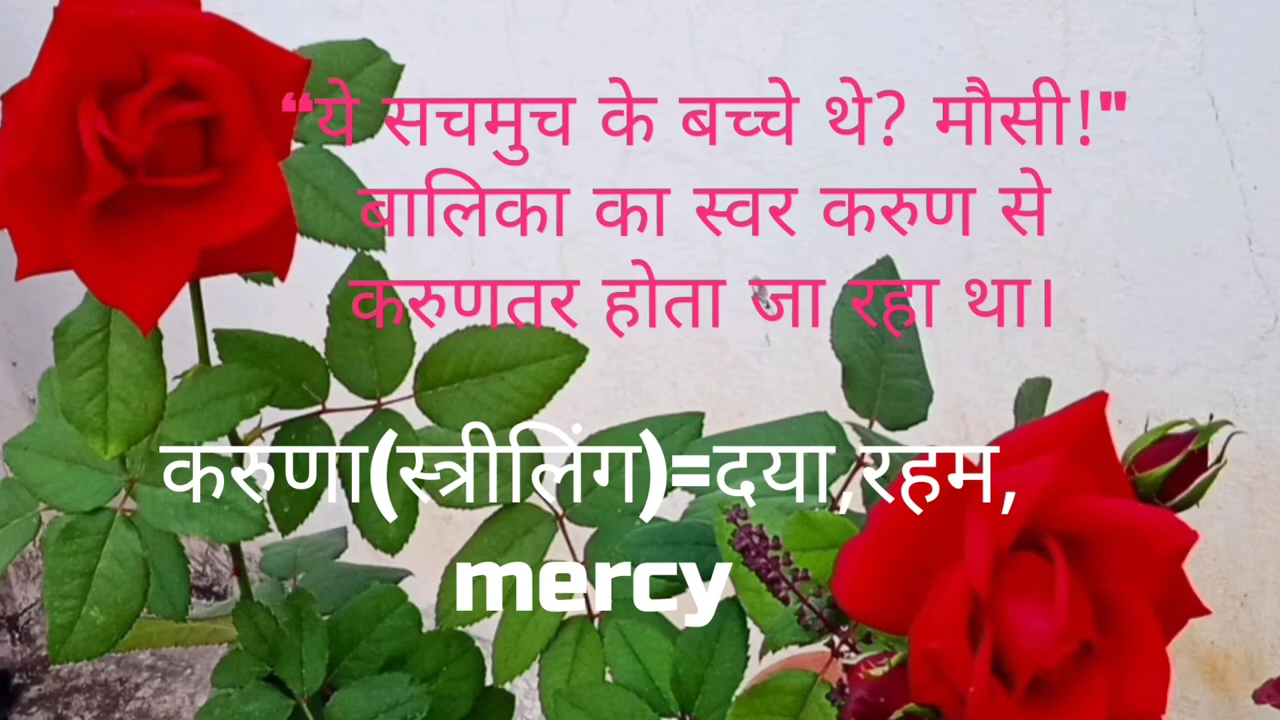 “ये सचमुच के बच्चे थे? मौसी!"
बालिका का स्वर करुण से
करुणतर होता जा रहा था।
करुणा(स्त्रीलिंग)=दया,रहम,
mercy